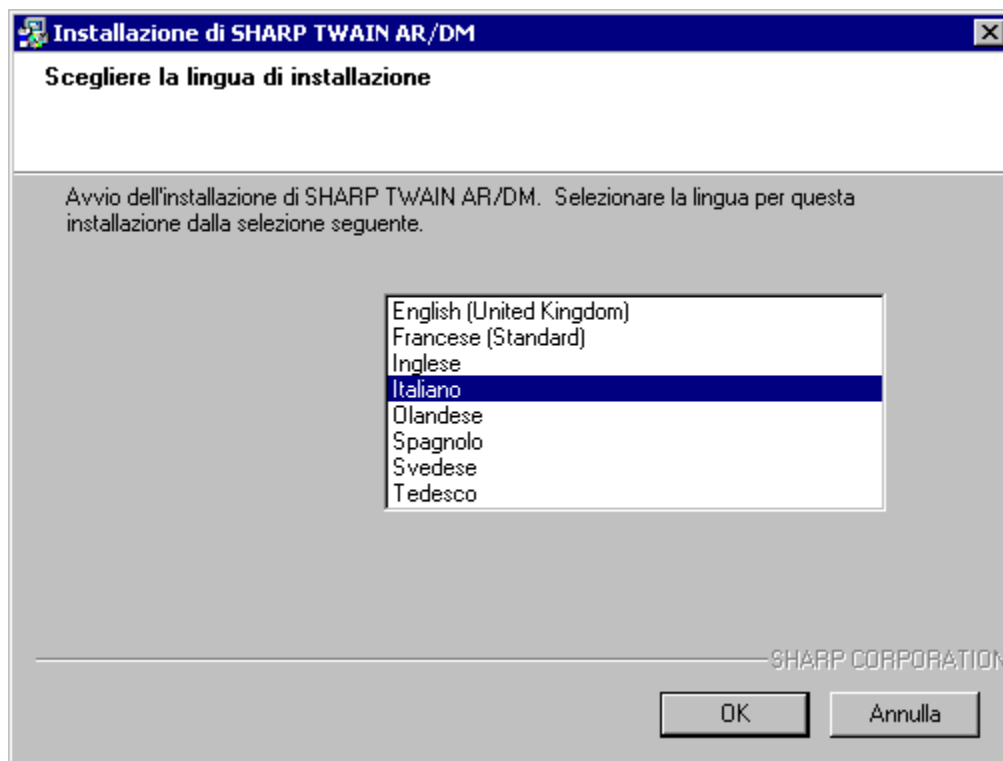 Installazione di SHARP TWAIN AR/DM
Scegliere la lingua di installazione
Avvio dell'installazione di SHARP TWAIN AR/DM.  Selezionare la lingua per questa
installazione dalla selezione seguente.
English (United Kingdom)
Francese (Standard)
Inglese
Italiano
Olandese
Spagnolo
Svedese
Tedesco
SHARP CORPORATION
OK
Annulla